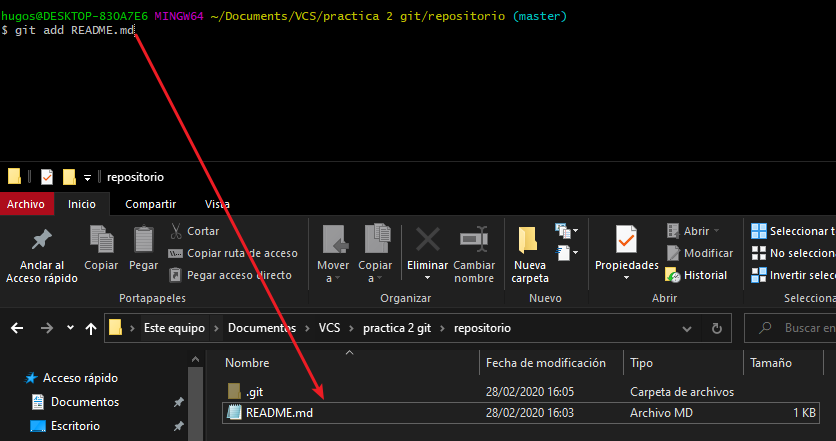 hugos@DESKTOP-830A7E6 MINGW64 ~/Documents/VCS/practica 2 git/repositorio (master)
$ git add README.md
repositorio
Archivo Inicio Compartir Vista
Anclar al Acceso rápido
Copiar
Pegar
Cortar
Copiar ruta de acceso
Pegar acceso directo
Portapapeles
Mover a
Copiar a
Eliminar
Cambiar nombre
Organizar
Nueva carpeta
Nuevo
Propiedades
Abrir
Modificar
Historial
Abrir
Seleccionar t
No seleccion
Invertir selec
Selecciona
Este equipo > Documentos > VCS > practica 2 git > repositorio
Buscar en
Nombre Fecha de modificación Tipo Tamaño
Acceso rápido
Documentos
Escritorio
.git 28/02/2020 16:05 Carpeta de archivos
README.md 28/02/2020 16:03 Archivo MD 1 KB